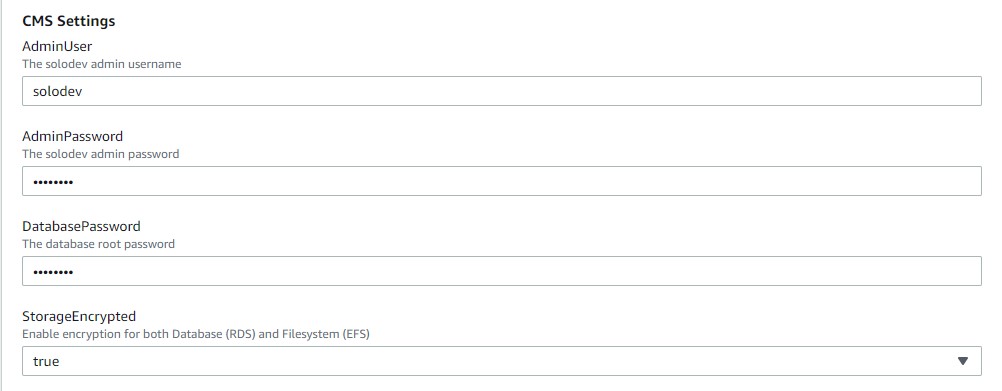 CMS Settings
AdminUser
The solodev admin username
solodev
AdminPassword
The solodev admin password
••••••••
DatabasePassword
The database root password
••••••••
StorageEncrypted
Enable encryption for both Database (RDS) and Filesystem (EFS)
true